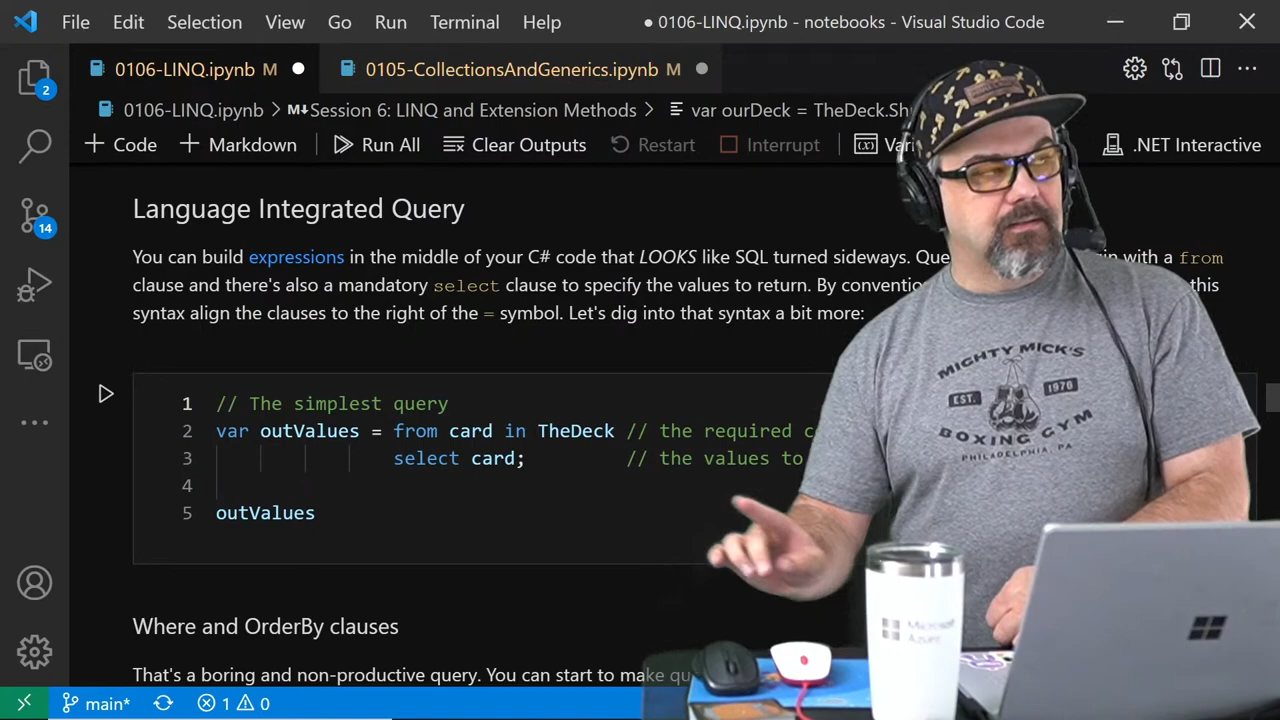 File Edit Selection View Go Run Terminal Help ● 0106-LINQ.ipynb - notebooks - Visual Studio Code
0106-LINQ.ipynb M 0105-CollectionsAndGenerics.ipynb M
2
0106-LINQ.ipynb > M↓Session 6: LINQ and Extension Methods > var ourDeck = TheDeck.Sh
+ Code + Markdown Run All Clear Outputs Restart Interrupt .NET Interactive
14
Language Integrated Query
You can build expressions in the middle of your C# code that LOOKS like SQL turned sideways. with a from
clause and there's also a mandatory select clause to specify the values to return. By this
syntax align the clauses to the right of the = symbol. Let's dig into that syntax a bit more:
1 // The simplest query
2 var outValues = from card in TheDeck // the required
3 select card; // the values to
4
5 outValues
Where and OrderBy clauses
That's a boring and non-productive query. You can start to make
main* 1 0
MIGHTY MICK'S
EST. 1976
BOXING GYM
PHILADELPHIA, PA
Microsoft
Azure